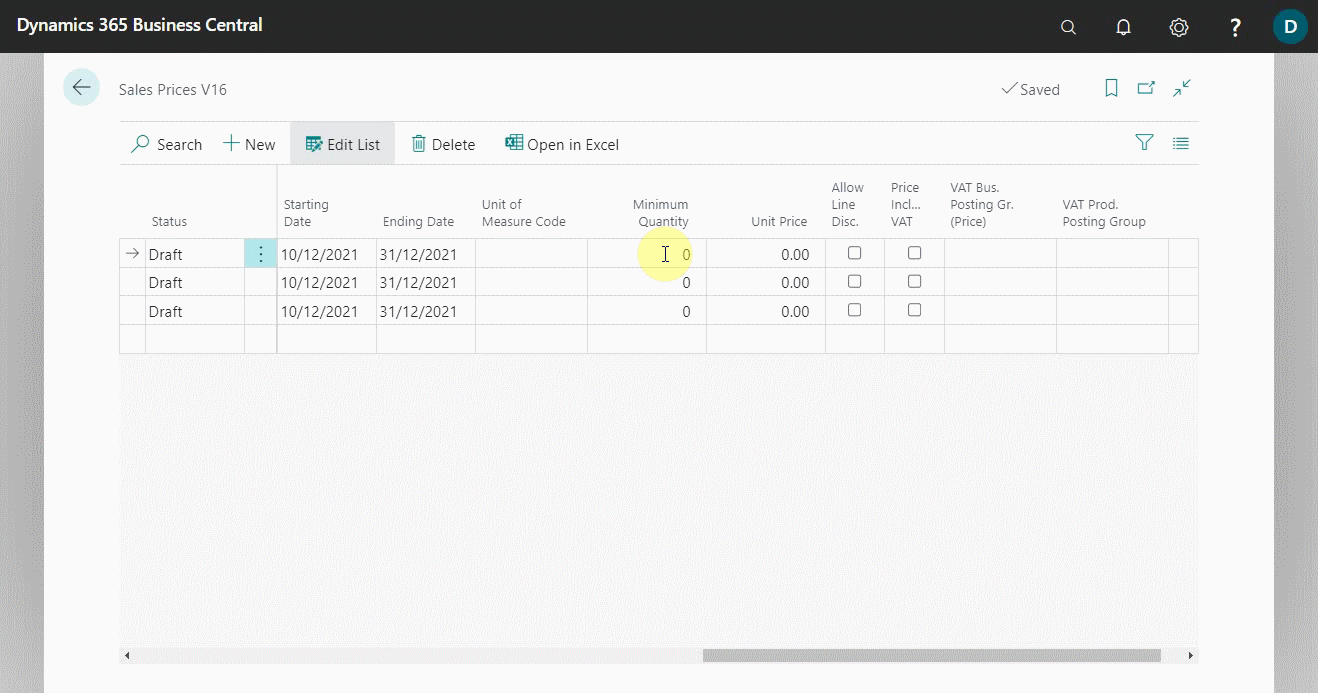 Dynamics 365 Business Central
? D
Sales Prices V16
Saved
Search New Edit List Delete Open in Excel
Status
Starting
Date
Ending Date
Unit of
Measure Code
Minimum
Quantity
Unit Price
Allow
Line
Disc.
Price
Incl...
VAT
VAT Bus.
Posting Gr.
(Price)
VAT Prod.
Posting Group
Draft 10/12/2021 31/12/2021 0 0.00
Draft 10/12/2021 31/12/2021 0 0.00
Draft 10/12/2021 31/12/2021 0 0.00